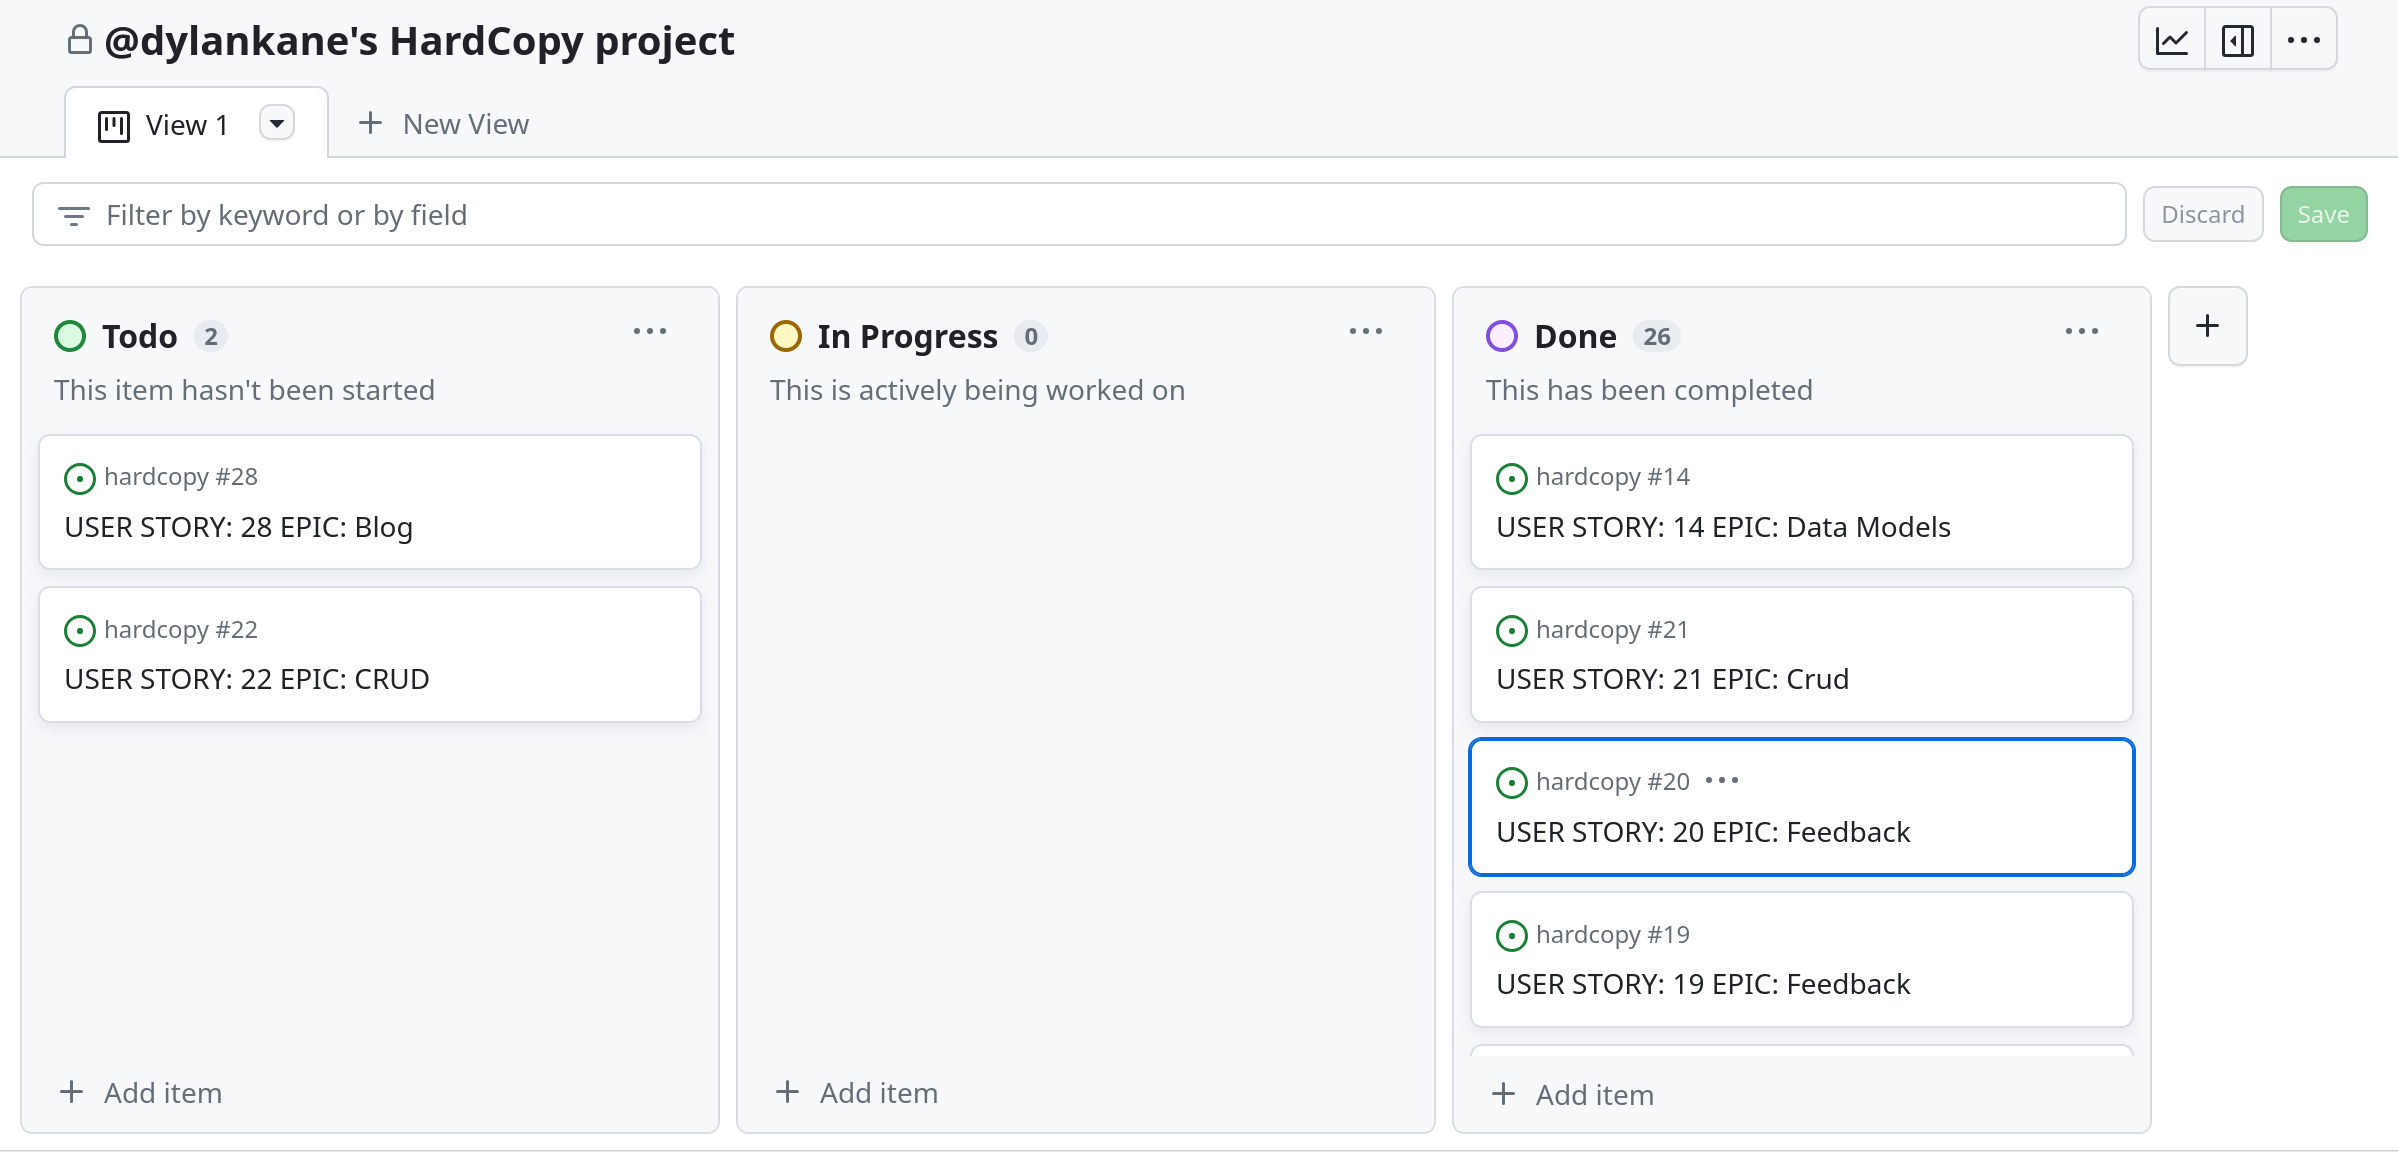 @dylankane's HardCopy project
View 1
New View
Filter by keyword or by field
Discard
Save
Todo 2
This item hasn't been started
hardcopy #28
USER STORY: 28 EPIC: Blog
hardcopy #22
USER STORY: 22 EPIC: CRUD
Add item
In Progress 0
This is actively being worked on
Add item
Done 26
This has been completed
hardcopy #14
USER STORY: 14 EPIC: Data Models
hardcopy #21
USER STORY: 21 EPIC: Crud
hardcopy #20
USER STORY: 20 EPIC: Feedback
hardcopy #19
USER STORY: 19 EPIC: Feedback
Add item